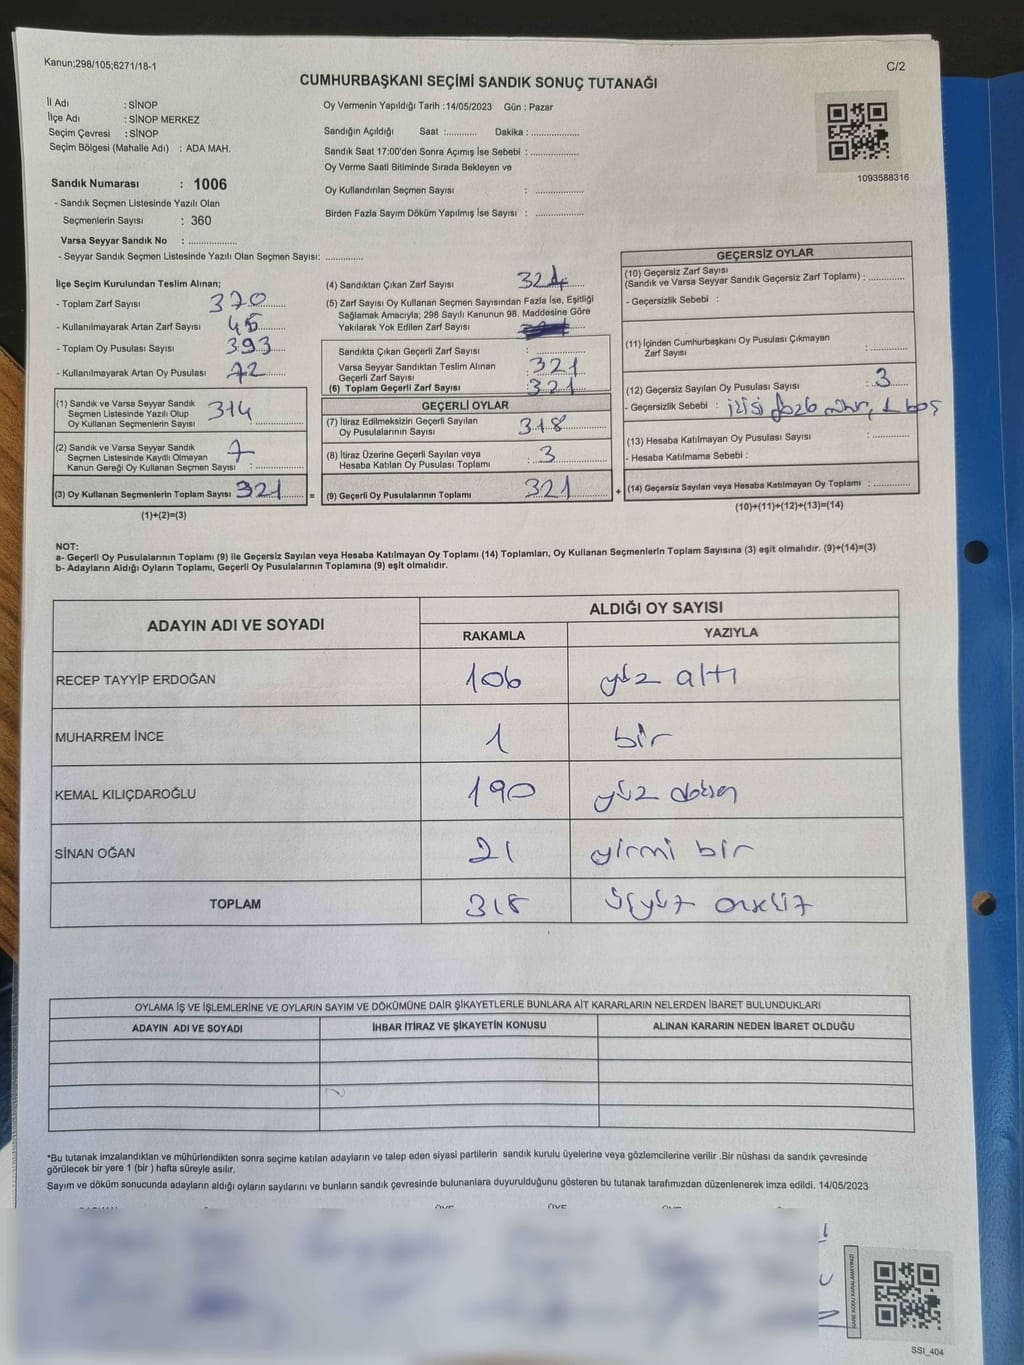 Kanun;298/105;6271/18-1
C/2
CUMHURBAŞKANI SEÇİMİ SANDIK SONUÇ TUTANAĞI
İl Adı : SİNOP
İlçe Adı : SİNOP MERKEZ
Seçim Çevresi : SİNOP
Seçim Bölgesi (Mahalle Adı) : ADA MAH.
Sandık Numarası : 1006
- Sandık Seçmen Listesinde Yazılı Olan
Seçmenlerin Sayısı : 360
Varsa Seyyar Sandık No : ..................
- Seyyar Sandık Seçmen Listesinde Yazılı Olan Seçmen Sayısı: ..............
Oy Vermenin Yapıldığı Tarih :14/05/2023 Gün : Pazar
Sandığın Açıldığı Saat :........... Dakika : ..................
Sandık Saat 17:00'den Sonra Açımış İse Sebebi : ..................
Oy Verme Saati Bitiminde Sırada Bekleyen ve
Oy Kullandırılan Seçmen Sayısı : ..................
Birden Fazla Sayım Döküm Yapılmış İse Sayısı : ..................
1093588316
İlçe Seçim Kurulundan Teslim Alınan;
- Toplam Zarf Sayısı 370
- Kullanılmayarak Artan Zarf Sayısı 45
- Toplam Oy Pusulası Sayısı 393
- Kullanılmayarak Artan Oy Pusulası 72
(1) Sandık ve Varsa Seyyar Sandık
Seçmen Listesinde Yazılı Olup
Oy Kullanan Seçmenlerin Sayısı 314
(2) Sandık ve Varsa Seyyar Sandık
Seçmen Listesinde Kayıtlı Olmayan
Kanun Gereği Oy Kullanan Seçmen Sayısı : 7
(3) Oy Kullanan Seçmenlerin Toplam Sayısı 321 =
(1)+(2)=(3)
(4) Sandıktan Çıkan Zarf Sayısı 324
(5) Zarf Sayısı Oy Kullanan Seçmen Sayısından Fazla İse, Eşitliği
Sağlamak Amacıyla; 298 Sayılı Kanunun 98. Maddesine Göre
Yakılarak Yok Edilen Zarf Sayısı
Sandıkta Çıkan Geçerli Zarf Sayısı : ..................
Varsa Seyyar Sandıktan Teslim Alınan
Geçerli Zarf Sayısı : 321
(6) Toplam Geçerli Zarf Sayısı : 321
GEÇERLİ OYLAR
(7) İtiraz Edilmeksizin Geçerli Sayılan
Oy Pusulalarının Sayısı 318
(8) İtiraz Üzerine Geçerli Sayılan veya
Hesaba Katılan Oy Pusulası Toplamı : 3
(9) Geçerli Oy Pusulalarının Toplamı 321 +
GEÇERSİZ OYLAR
(10) Geçersiz Zarf Sayısı
(Sandık ve Varsa Seyyar Sandık Geçersiz Zarf Toplamı) : ............
- Geçersizlik Sebebi :
(11) İçinden Cumhurbaşkanı Oy Pusulası Çıkmayan
Zarf Sayısı : ............
(12) Geçersiz Sayılan Oy Pusulası Sayısı : 3
- Geçersizlik Sebebi : ikisi mühür, 1 boş
(13) Hesaba Katılmayan Oy Pusulası Sayısı : ............
- Hesaba Katılmama Sebebi :
(14) Geçersiz Sayılan veya Hesaba Katılmayan Oy Toplamı : ............
(10)+(11)+(12)+(13)=(14)
NOT:
a- Geçerli Oy Pusulalarının Toplamı (9) ile Geçersiz Sayılan veya Hesaba Katılmayan Oy Toplamı (14) Toplamları, Oy Kullanan Seçmenlerin Toplam Sayısına (3) eşit olmalıdır. (9)+(14)=(3)
b- Adayların Aldığı Oyların Toplamı, Geçerli Oy Pusulalarının Toplamına (9) eşit olmalıdır.
ADAYIN ADI VE SOYADI
ALDIĞI OY SAYISI
RAKAMLA YAZIYLA
RECEP TAYYİP ERDOĞAN 106 yüz altı
MUHARREM İNCE 1 bir
KEMAL KILIÇDAROĞLU 190 yüz doksan
SİNAN OĞAN 21 yirmi bir
TOPLAM 318 üçyüz onsekiz
OYLAMA İŞ VE İŞLEMLERİNE VE OYLARIN SAYIM VE DÖKÜMÜNE DAİR ŞİKAYETLERLE BUNLARA AİT KARARLARIN NELERDEN İBARET BULUNDUKLARI
ADAYIN ADI VE SOYADI İHBAR İTİRAZ VE ŞİKAYETİN KONUSU ALINAN KARARIN NEDEN İBARET OLDUĞU
*Bu tutanak imzalandıktan ve mühürlendikten sonra seçime katılan adayların ve talep eden siyasi partilerin sandık kurulu üyelerine veya gözlemcilerine verilir .Bir nüshası da sandık çevresinde
görülecek bir yere 1 (bir ) hafta süreyle asılır.
Sayım ve döküm sonucunda adayların aldığı oyların sayılarını ve bunların sandık çevresinde bulunanlara duyurulduğunu gösteren bu tutanak tarafımızdan düzenlenerek imza edildi. 14/05/2023
KARE KODU KARALAMAYINIZ!
SSI_404